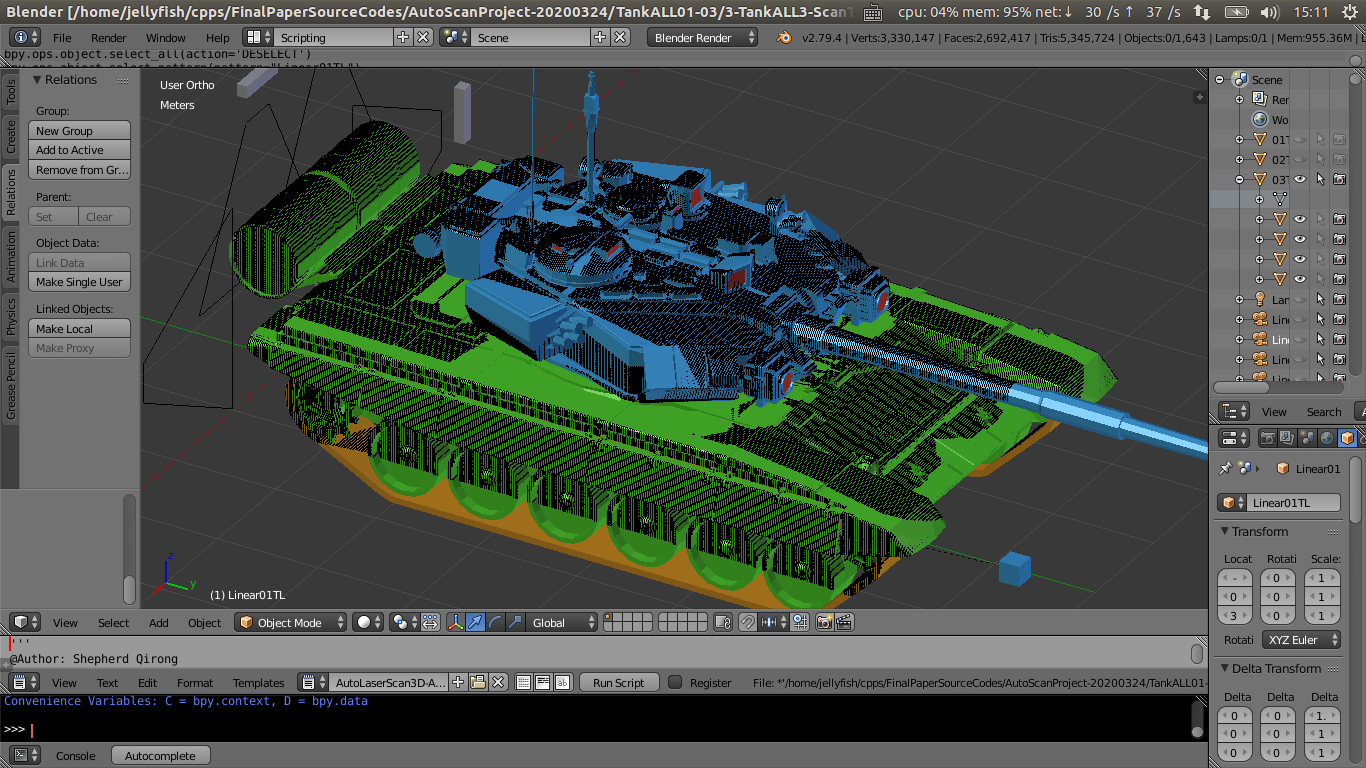 Blender [/home/jellyfish/cpps/FinalPaperSourceCodes/AutoScanProject-20200324/TankALL01-03/3-TankALL3-ScanT
cpu: 04% mem: 95% net:↓ 30 /s ↑ 37 /s
15:11
File Render Window Help
Scripting
Scene
Blender Render
v2.79.4 | Verts:3,330,147 | Faces:2,692,417 | Tris:5,345,724 | Objects:0/1,643 | Lamps:0/1 | Mem:955.36M | L
bpy.ops.object.select_all(action='DESELECT')
bpy.ops.object.select_pattern(pattern="Linear01TL")
Tools
Create
Relations
Animation
Physics
Grease Pencil
Relations
Group:
New Group
Add to Active
Remove from Gr...
Parent:
Set
Clear
Object Data:
Link Data
Make Single User
Linked Objects:
Make Local
Make Proxy
User Ortho
Meters
z
y
(1) Linear01TL
Scene
Rer
Wo
01T
02T
03T
Lar
Line
Line
Line
Line
View Search A
Linear01
Linear01TL
Transform
Locat Rotati Scale:
- 0 1
0 0 1
3 0 1
Rotati XYZ Euler
Delta Transform
Delta Delta Delta
0 0 1.
0 0 1
0 0 1
View Select Add Object
Object Mode
Global
'''
@Author: Shepherd Qirong
View Text Edit Format Templates
AutoLaserScan3D-A...
Run Script
Register
File: *'/home/jellyfish/cpps/FinalPaperSourceCodes/AutoScanProject-20200324/TankALL01-
Convenience Variables: C = bpy.context, D = bpy.data
>>>
Console
Autocomplete